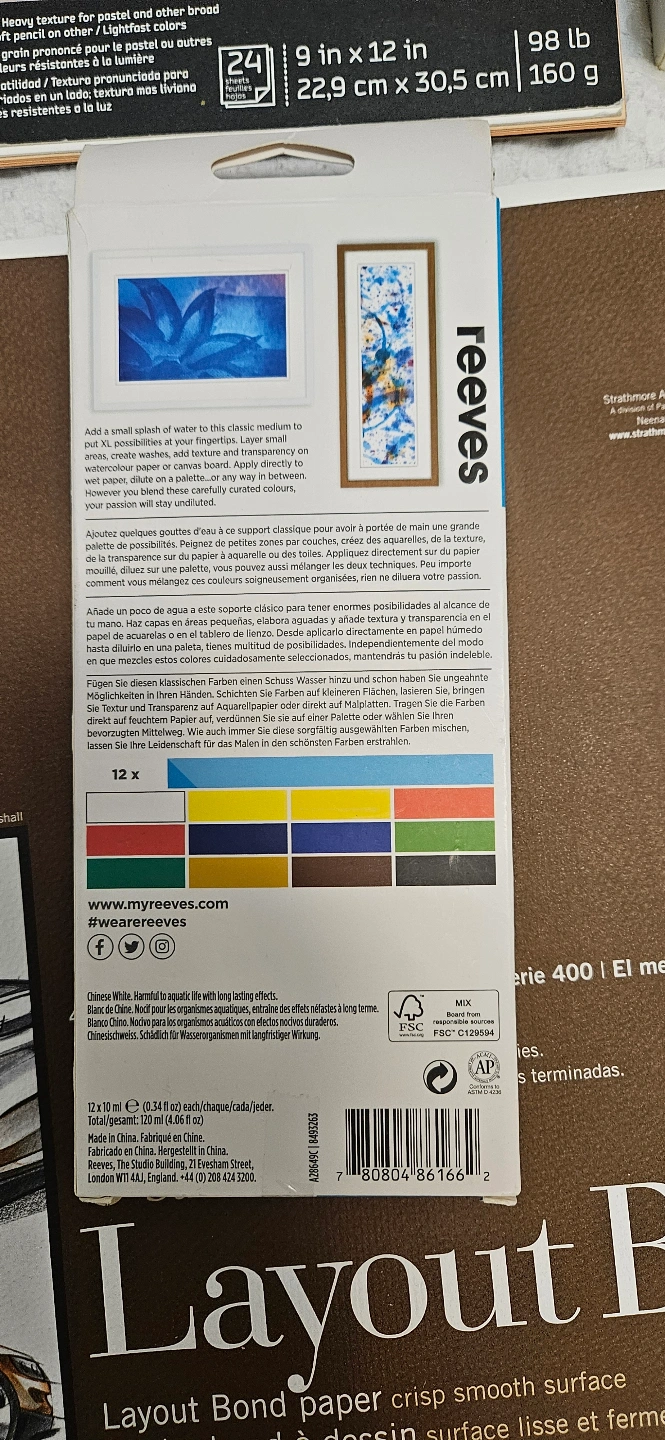 Heavy texture for pastel and other broad
ft pencil on other / Lightfast colors
grain prononcé pour le pastel ou autres
leurs résistantes à la lumière
atilidad / Textura pronunciada para
riados en un lado; textura mas liviana
es resistentes a la luz
24
sheets
feuilles
hojas
9 in x 12 in
22,9 cm x 30,5 cm
98 lb
160 g
reeves
Add a small splash of water to this classic medium to
put XL possibilities at your fingertips. Layer small
areas, create washes, add texture and transparency on
watercolour paper or canvas board. Apply directly to
wet paper, dilute on a palette...or any way in between.
However you blend these carefully curated colours,
your passion will stay undiluted.
Ajoutez quelques gouttes d'eau à ce support classique pour avoir à portée de main une grande
palette de possibilités. Peignez de petites zones par couches, créez des aquarelles, de la texture,
de la transparence sur du papier à aquarelle ou des toiles. Appliquez directement sur du papier
mouillé, diluez sur une palette, vous pouvez aussi mélanger les deux techniques. Peu importe
comment vous mélangez ces couleurs soigneusement organisées, rien ne diluera votre passion.
Añade un poco de agua a este soporte clásico para tener enormes posibilidades al alcance de
tu mano. Haz capas en áreas pequeñas, elabora aguadas y añade textura y transparencia en el
papel de acuarelas o en el tablero de lienzo. Desde aplicarlo directamente en papel húmedo
hasta diluirlo en una paleta, tienes multitud de posibilidades. Independientemente del modo
en que mezcles estos colores cuidadosamente seleccionados, mantendrás tu pasión indeleble.
Fügen Sie diesen klassischen Farben einen Schuss Wasser hinzu und schon haben Sie ungeahnte
Möglichkeiten in Ihren Händen. Schichten Sie Farben auf kleineren Flächen, lasieren Sie, bringen
Sie Textur und Transparenz auf Aquarellpapier oder direkt auf Malplatten. Tragen Sie die Farben
direkt auf feuchtem Papier auf, verdünnen Sie sie auf einer Palette oder wählen Sie Ihren
bevorzugten Mittelweg. Wie auch immer Sie diese sorgfältig ausgewählten Farben mischen,
lassen Sie Ihre Leidenschaft für das Malen in den schönsten Farben erstrahlen.
12 x
www.myreeves.com
#wearereeves
Chinese White. Harmful to aquatic life with long lasting effects.
Blanc de Chine. Nocif pour les organismes aquatiques, entraîne des effets néfastes à long terme.
Blanco Chino. Nocivo para los organismos acuáticos con efectos nocivos duraderos.
Chinesischweiss. Schädlich für Wasserorganismen mit langfristiger Wirkung.
FSC
www.fsc.org
MIX
Board from
responsible sources
FSC™ C129594
AP
Conforms to
ASTM D 4236
12 x 10 ml ℮ (0.34 fl oz) each/chaque/cada/jeder.
Total/gesamt: 120 ml (4.06 fl oz)
Made in China. Fabriqué en Chine.
Fabricado en China. Hergestellt in China.
Reeves, The Studio Building, 21 Evesham Street,
London W11 4AJ, England. +44 (0) 208 424 3200.
A28649C | 8493263
7 80804 86166 2
Strathmore A
A division of Pa
Neena
www.strathm
shall
erie 400 | El me
ies.
s terminadas.
Layout B
Layout Bond paper crisp smooth surface
à dessin surface lisse et ferme